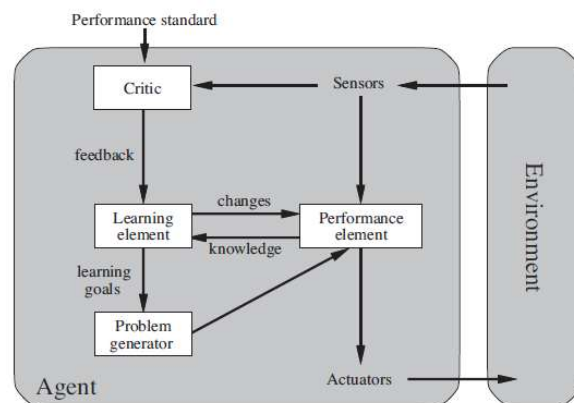 Performance standard
Critic
Sensors
feedback
changes
Learning
element
Performance
element
knowledge
learning
goals
Problem
generator
Environment
Agent
Actuators